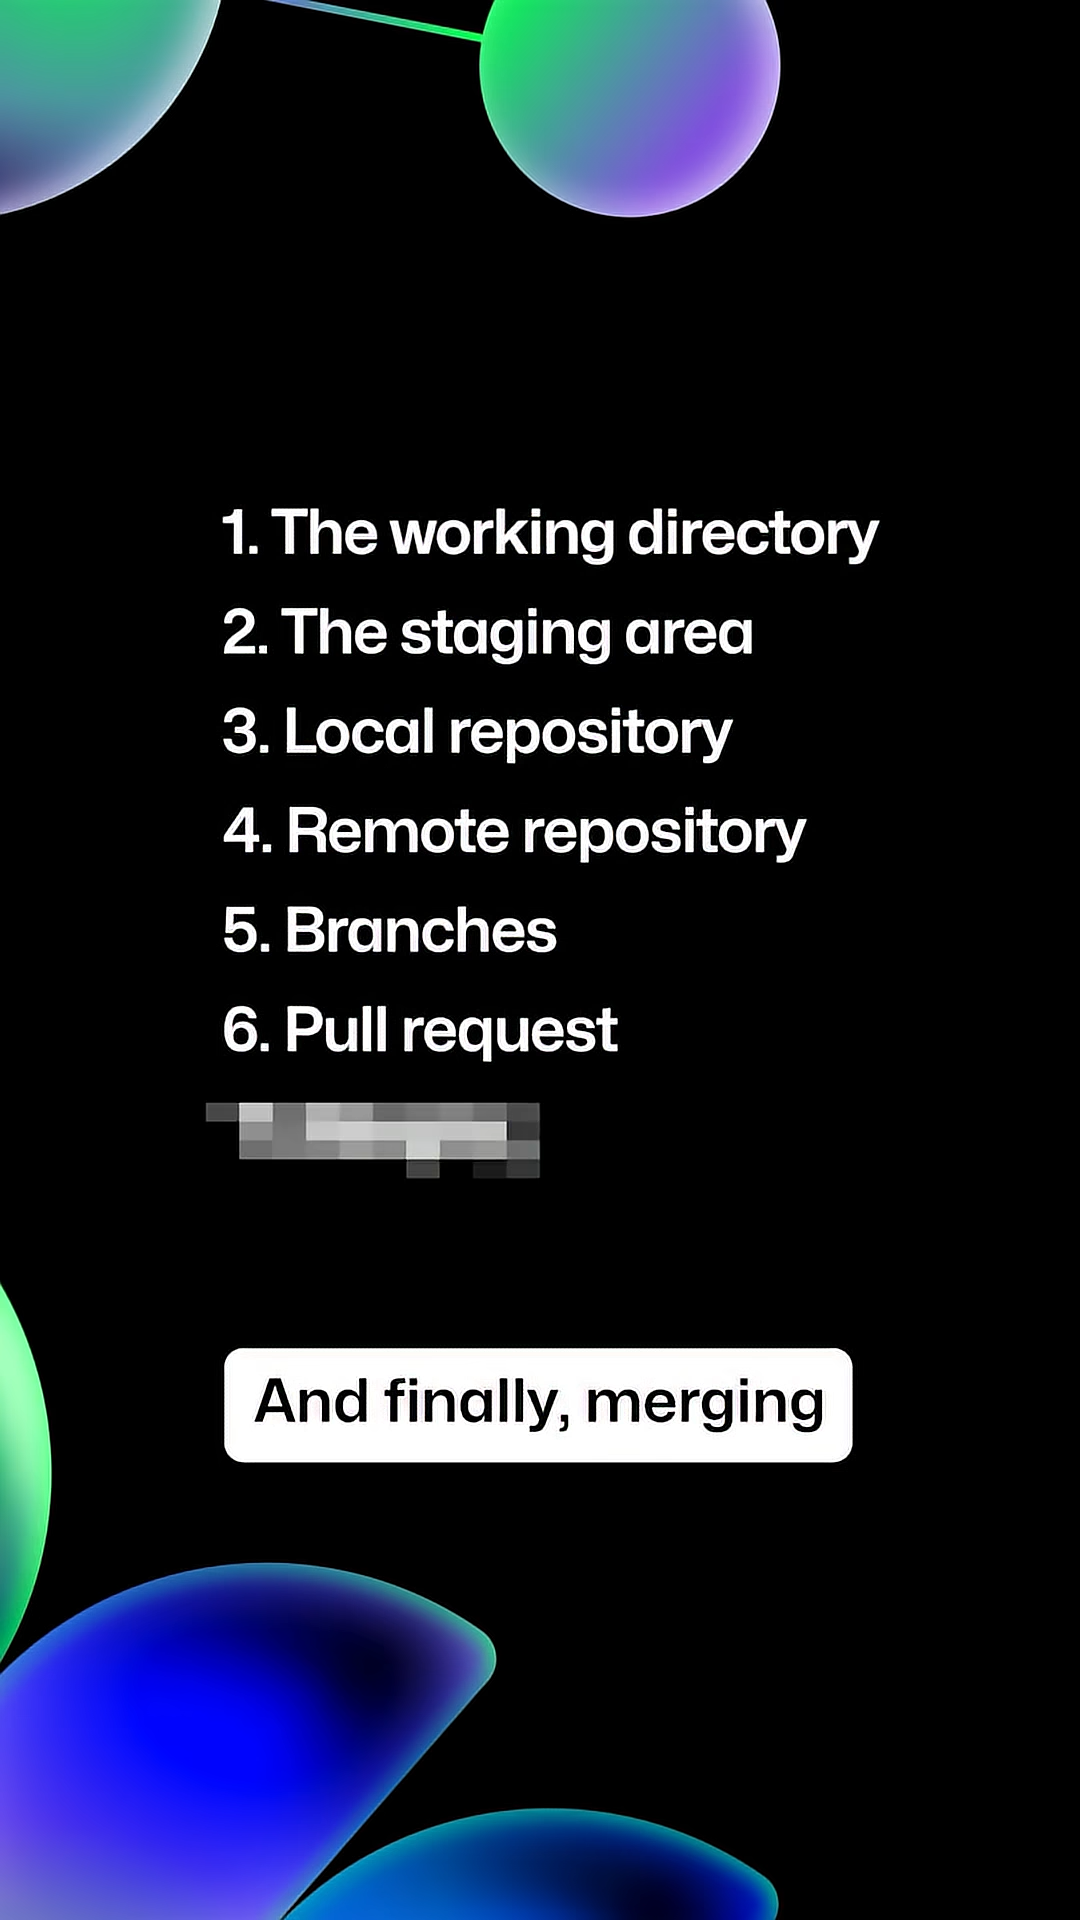 1. The working directory
2. The staging area
3. Local repository
4. Remote repository
5. Branches
6. Pull request
And finally, merging